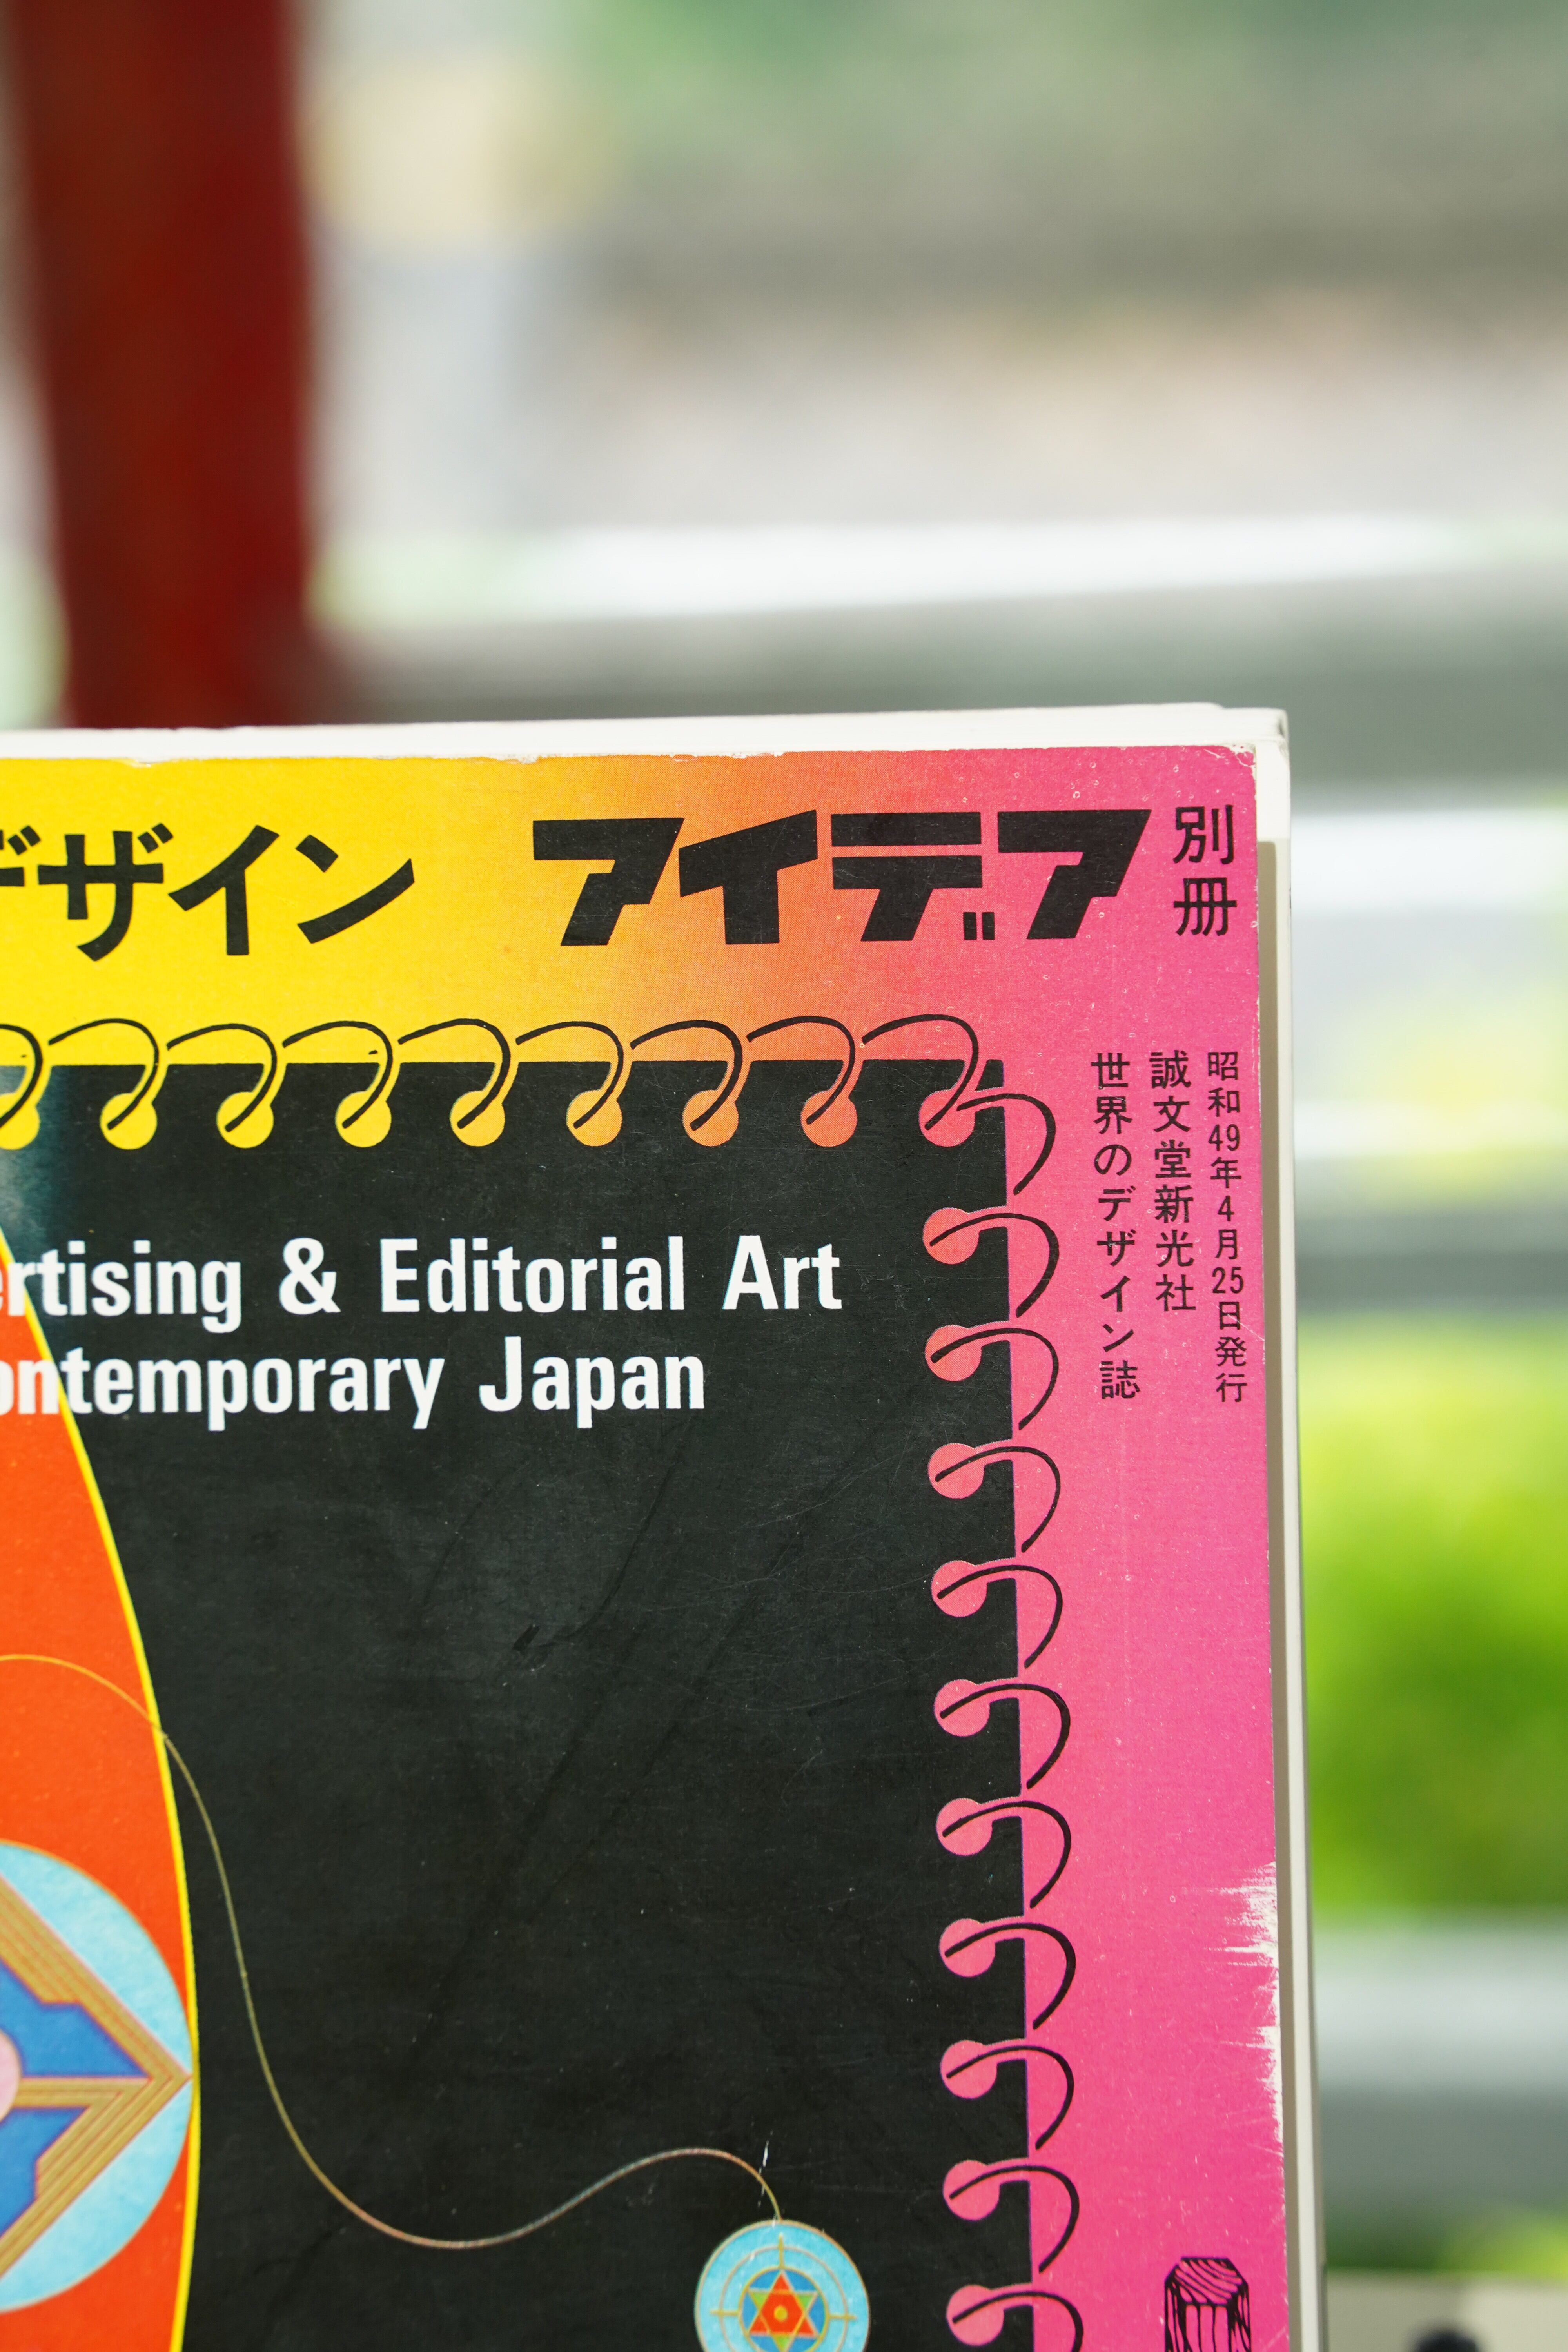 デザイン アイデア 別冊
昭和49年4月25日発行
誠文堂新光社
世界のデザイン誌
ertising & Editorial Art
ontemporary Japan